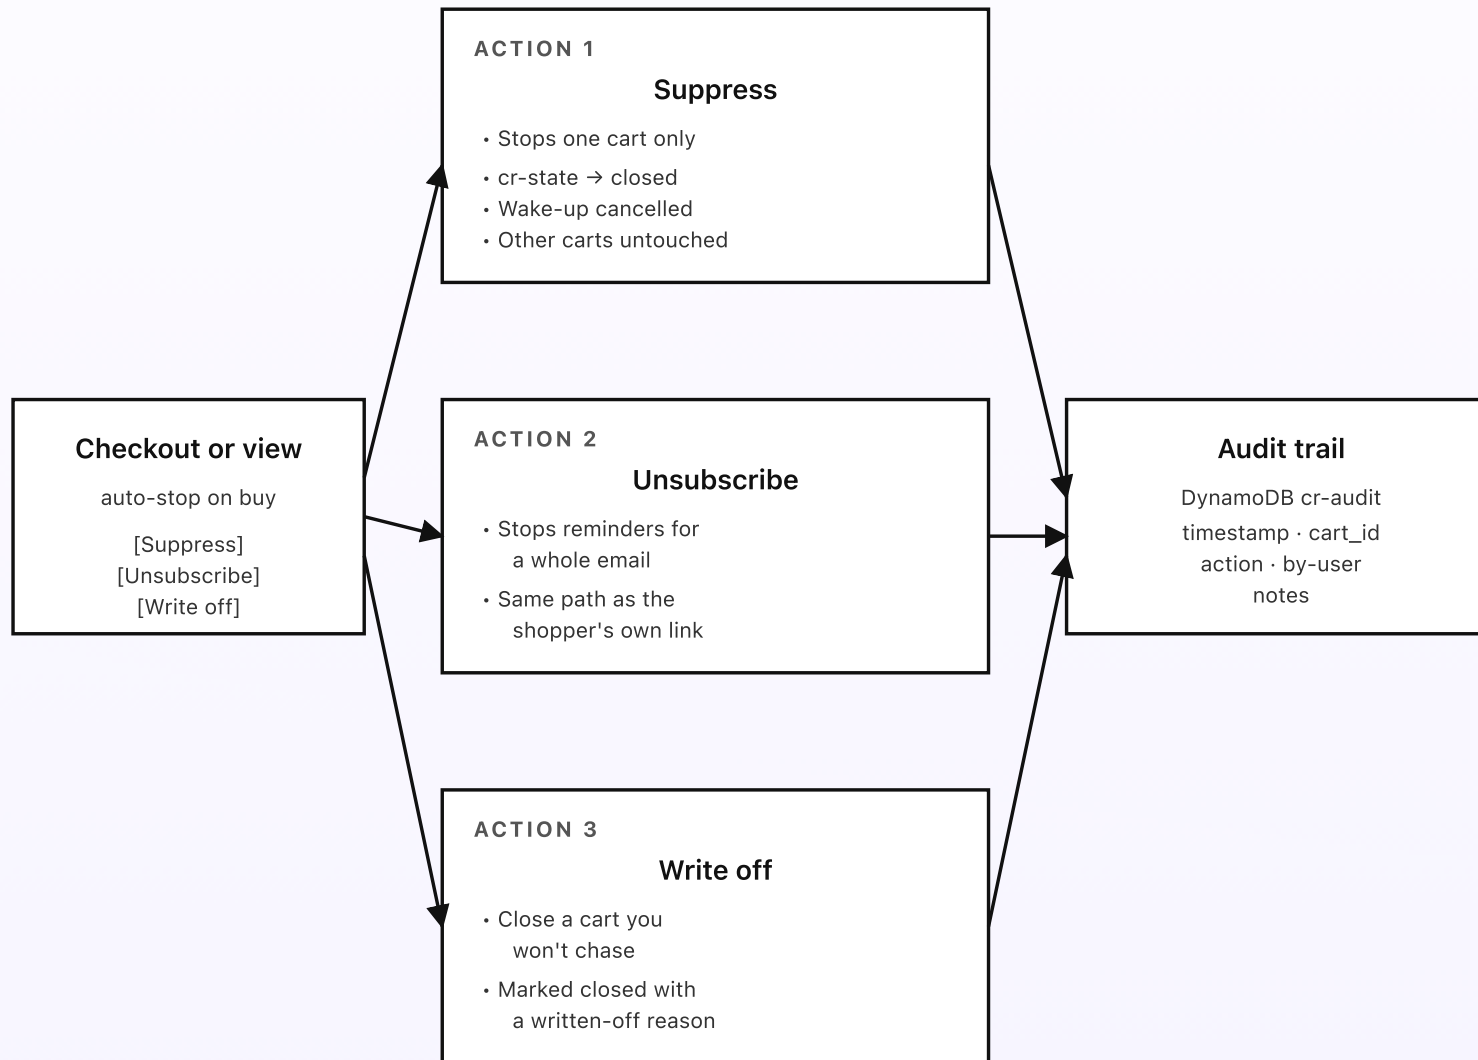 ACTION 1
Suppress
• Stops one cart only
• cr-state → closed
• Wake-up cancelled
• Other carts untouched
Checkout or view
auto-stop on buy
[Suppress]
[Unsubscribe]
[Write off]
ACTION 2
Unsubscribe
• Stops reminders for
a whole email
• Same path as the
shopper's own link
Audit trail
DynamoDB cr-audit
timestamp · cart_id
action · by-user
notes
ACTION 3
Write off
• Close a cart you
won't chase
• Marked closed with
a written-off reason